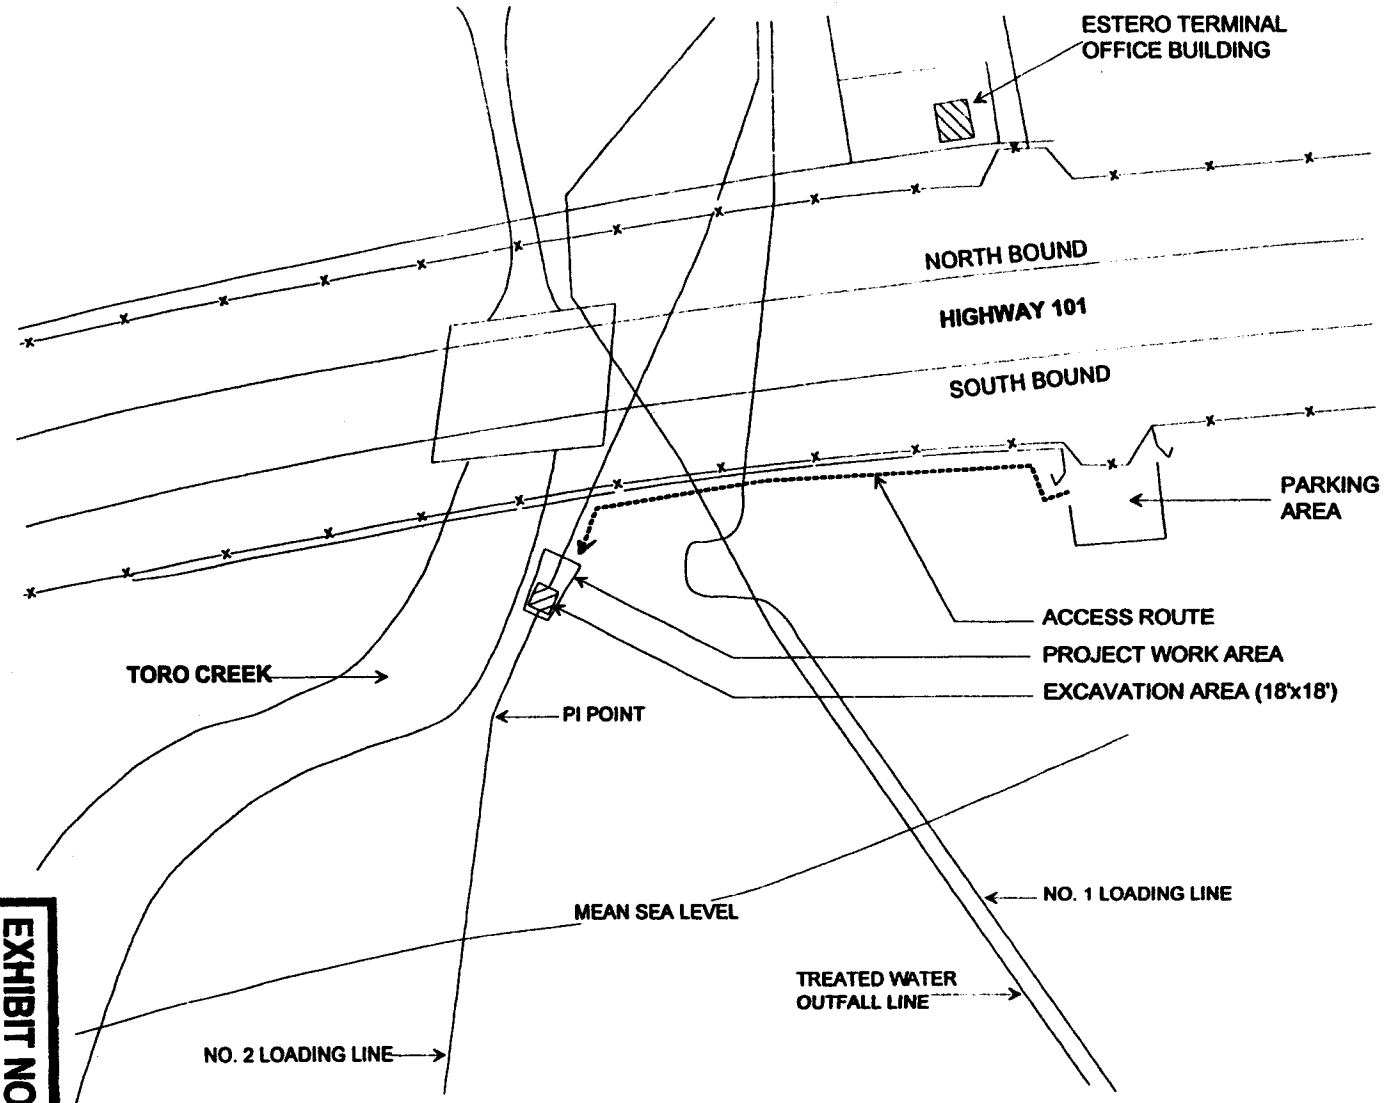 ESTERO TERMINAL
OFFICE BUILDING
NORTH BOUND
HIGHWAY 101
SOUTH BOUND
PARKING
AREA
ACCESS ROUTE
PROJECT WORK AREA
EXCAVATION AREA (18'x18')
TORO CREEK
PI POINT
MEAN SEA LEVEL
NO. 1 LOADING LINE
TREATED WATER
OUTFALL LINE
NO. 2 LOADING LINE
EXHIBIT NO